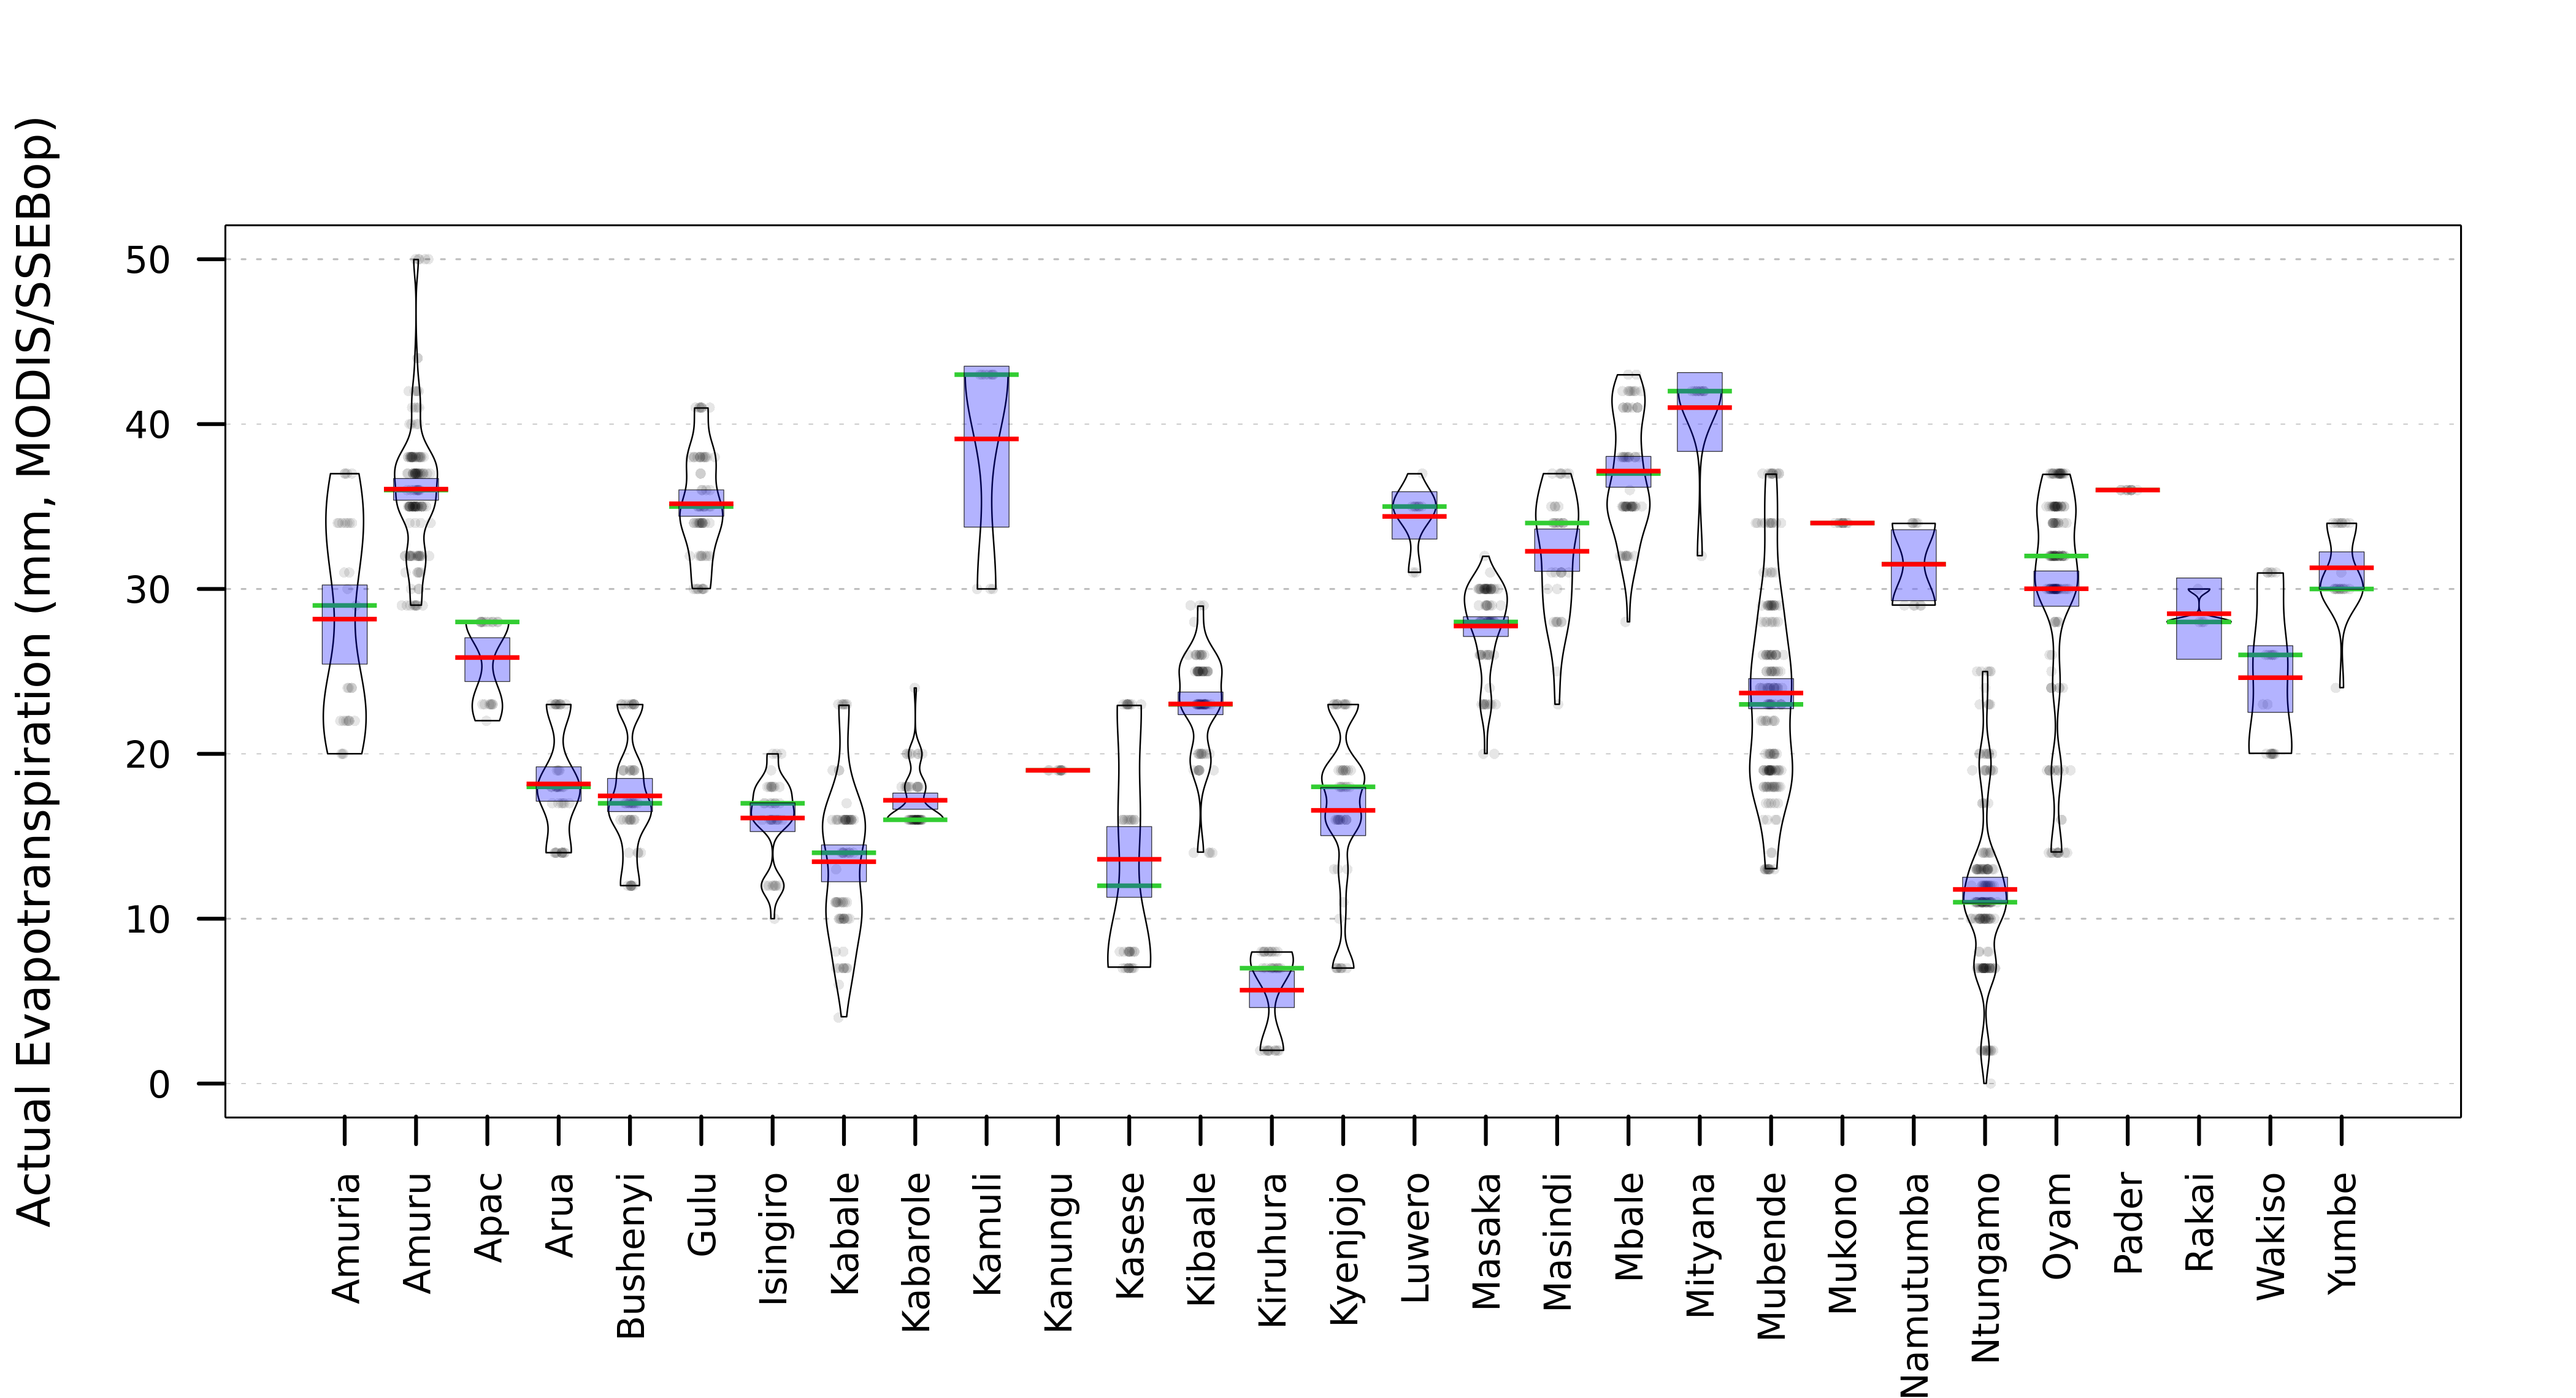 Actual Evapotranspiration (mm, MODIS/SSEBop)
50
40
30
20
10
0
Amuria
Amuru
Apac
Arua
Bushenyi
Gulu
Isingiro
Kabale
Kabarole
Kamuli
Kanungu
Kasese
Kibaale
Kiruhura
Kyenjojo
Luwero
Masaka
Masindi
Mbale
Mityana
Mubende
Mukono
Namutumba
Ntungamo
Oyam
Pader
Rakai
Wakiso
Yumbe